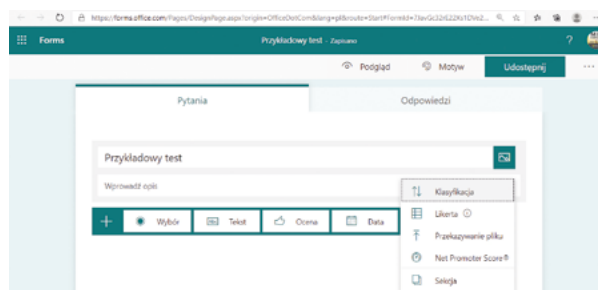 https://forms.office.com/Pages/DesignPage.aspx?origin=OfficeDotCom&lang=pl&route=Start#FormId=
Forms
Przykładowy test - Zapisano
?
Podgląd
Motyw
Udostępnij
...
Pytania
Odpowiedzi
Przykładowy test
Wprowadź opis
Wybór
Tekst
Ocena
Data
Klasyfikacja
Likerta
Przekazywanie pliku
Net Promoter Score®
Sekcja